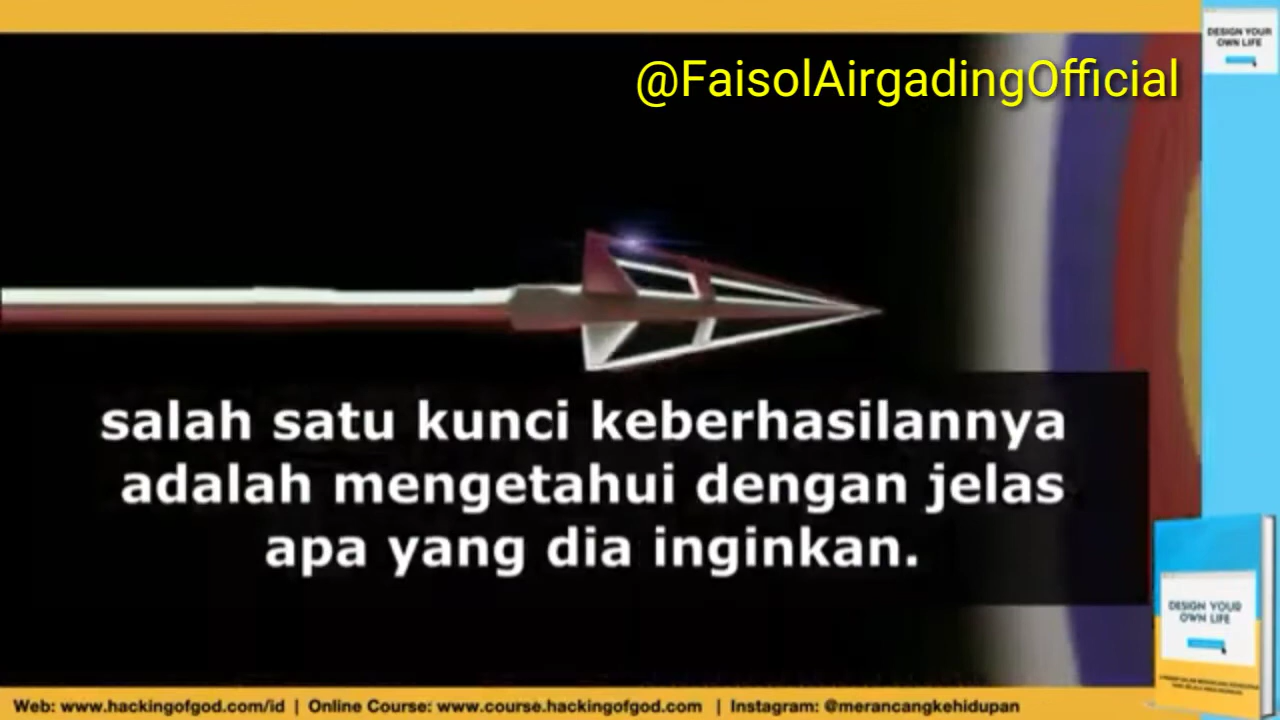 DESIGN YOUR
OWN LIFE
@FaisolAirgadingOfficial
salah satu kunci keberhasilannya
adalah mengetahui dengan jelas
apa yang dia inginkan.
DESIGN YOUR
OWN LIFE
Web: www.hackingofgod.com/id | Online Course: www.course.hackingofgod.com | Instagram: @merancangkehidupan